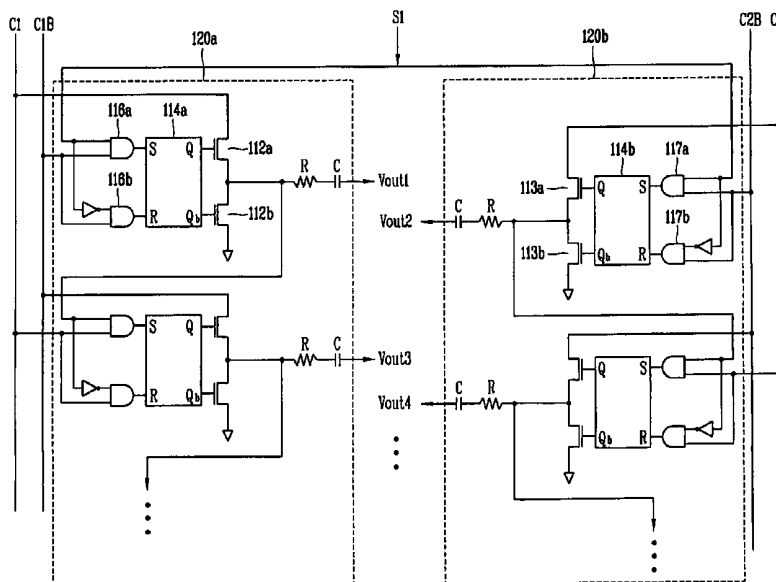 C1 C1B S1 C2B C
120a 120b
116a 114a
S Q 112a
R C Vout1
116b
R Qb 112b
114b 117a
113a Q S
Vout2 C R
117b
113b Qb R
S Q
R C Vout3
R Qb
C R Q S
Vout4
Qb R